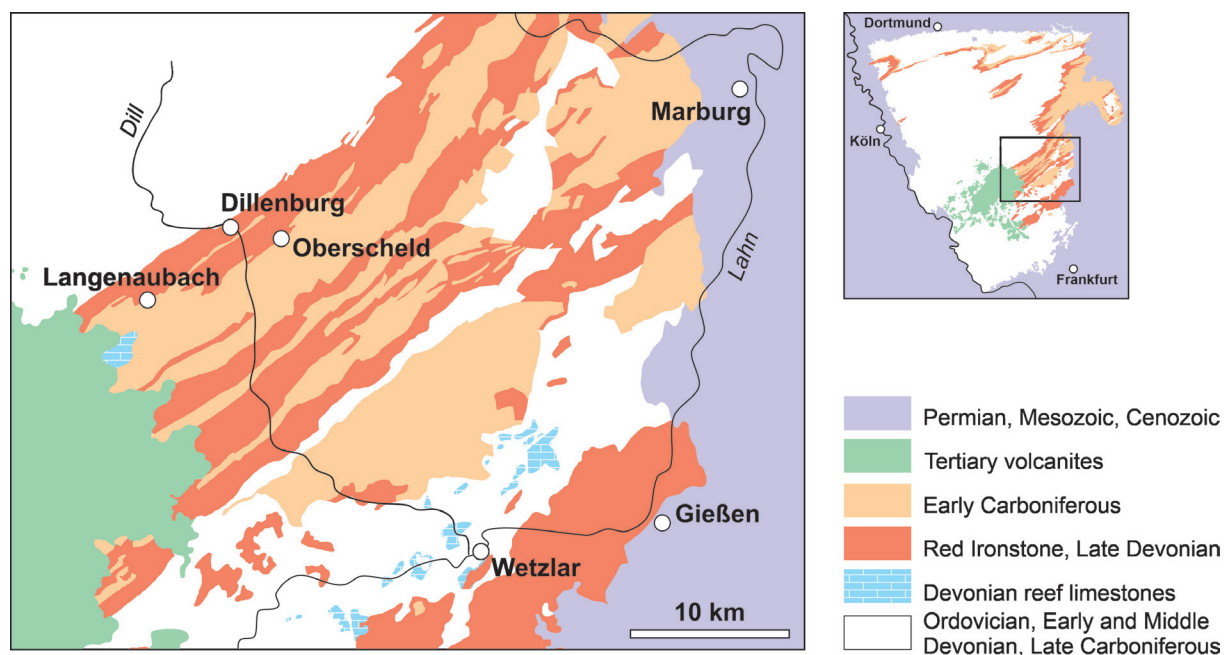 Dill
Marburg
Dillenburg
Oberscheld
Langenaubach
Lahn
Gießen
Wetzlar
10 km
Dortmund
Köln
Frankfurt
Permian, Mesozoic, Cenozoic
Tertiary volcanites
Early Carboniferous
Red Ironstone, Late Devonian
Devonian reef limestones
Ordovician, Early and Middle
Devonian, Late Carboniferous